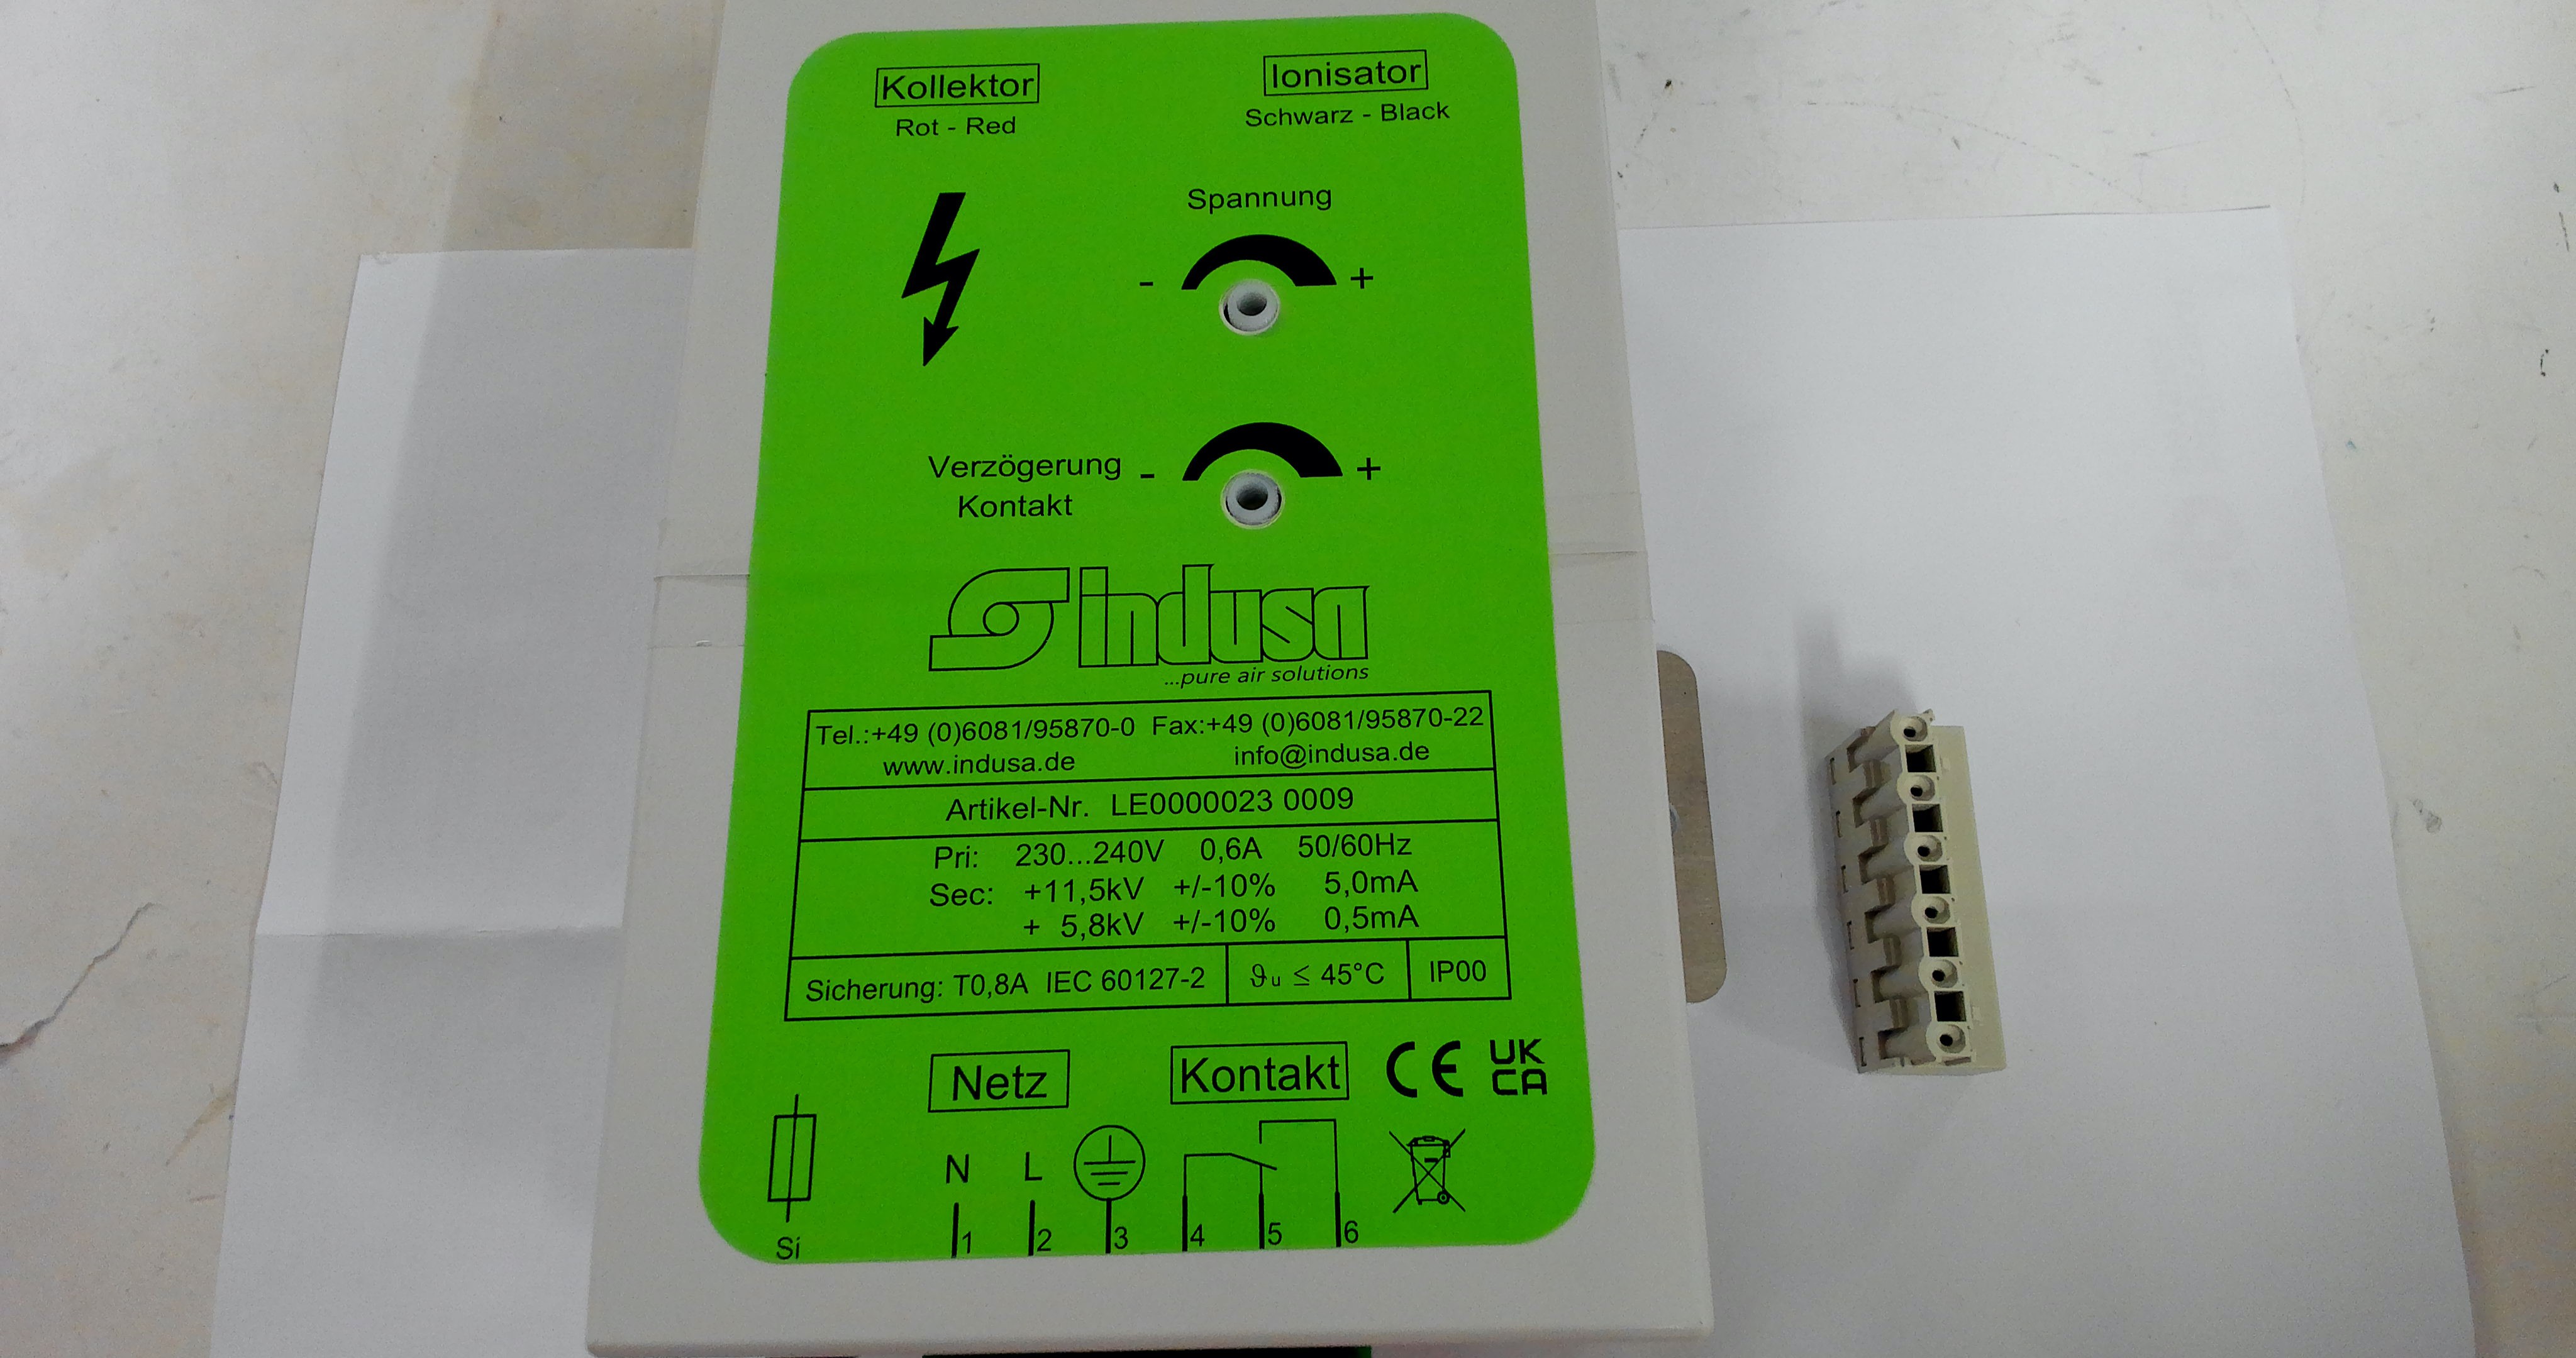 Kollektor Ionisator
Rot - Red Schwarz - Black
Spannung
- +
Verzögerung - +
Kontakt
indusa
...pure air solutions
Tel.:+49 (0)6081/95870-0 Fax:+49 (0)6081/95870-22
www.indusa.de info@indusa.de
Artikel-Nr. LE0000023 0009
Pri: 230...240V 0,6A 50/60Hz
Sec: +11,5kV +/-10% 5,0mA
+ 5,8kV +/-10% 0,5mA
Sicherung: T0,8A IEC 60127-2 ϑu ≤ 45°C IP00
Netz Kontakt CE UK
CA
N L
Si 1 2 3 4 5 6